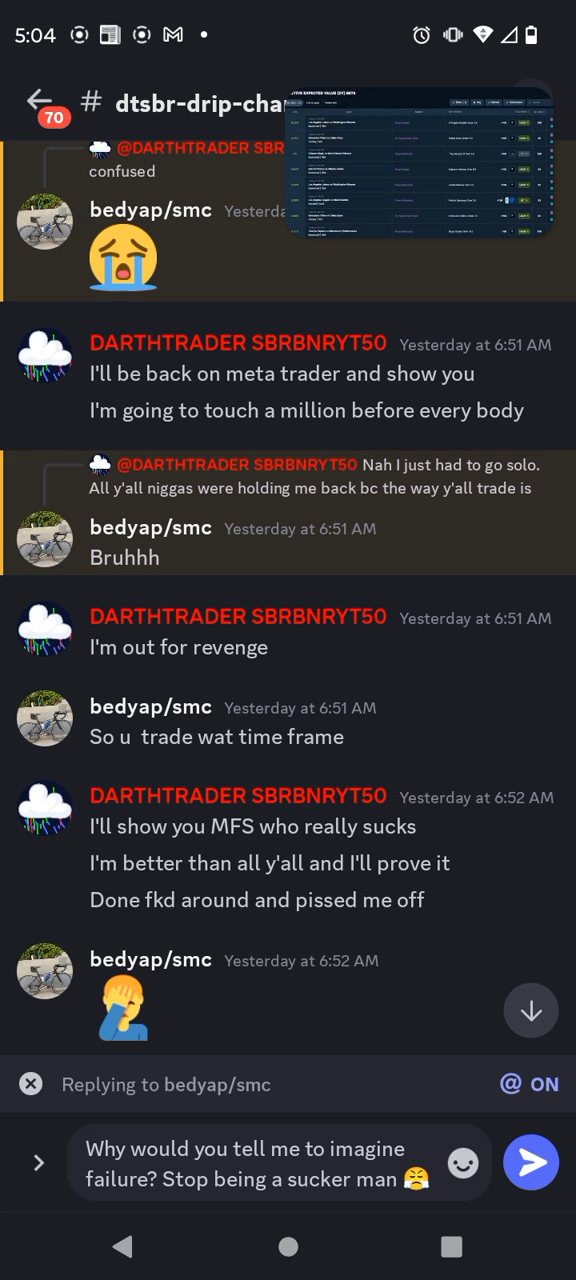 5:04
70
# dtsbr-drip-cha
TIVE EXPECTED VALUE (EV) BETS
@DARTHTRADER SBR
confused
bedyap/smc Yesterda
DARTHTRADER SBRBNRYT50 Yesterday at 6:51 AM
I'll be back on meta trader and show you
I'm going to touch a million before every body
@DARTHTRADER SBRBNRYT50 Nah I just had to go solo.
All y'all niggas were holding me back bc the way y'all trade is
bedyap/smc Yesterday at 6:51 AM
Bruhhh
DARTHTRADER SBRBNRYT50 Yesterday at 6:51 AM
I'm out for revenge
bedyap/smc Yesterday at 6:51 AM
So u trade wat time frame
DARTHTRADER SBRBNRYT50 Yesterday at 6:52 AM
I'll show you MFS who really sucks
I'm better than all y'all and I'll prove it
Done fkd around and pissed me off
bedyap/smc Yesterday at 6:52 AM
Replying to bedyap/smc @ ON
Why would you tell me to imagine
failure? Stop being a sucker man 😤